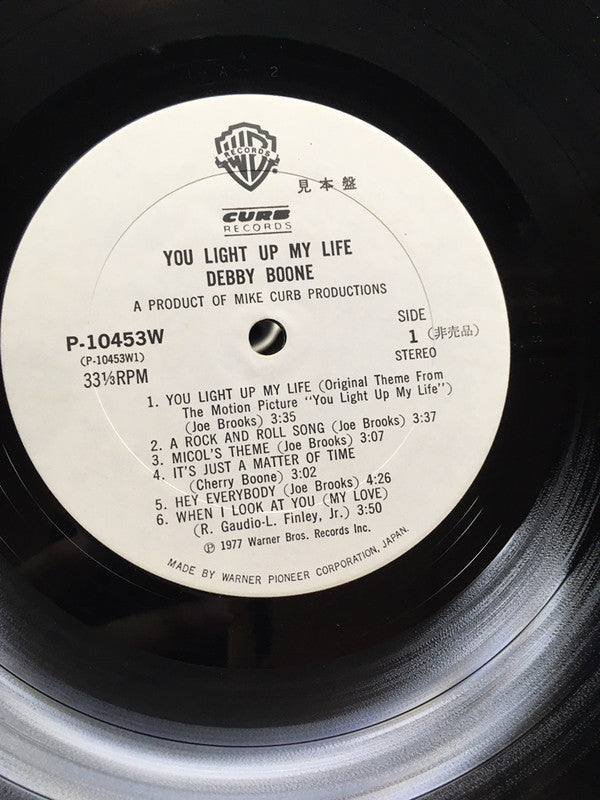 RECORDS
見本盤
CURB
RECORDS
YOU LIGHT UP MY LIFE
DEBBY BOONE
A PRODUCT OF MIKE CURB PRODUCTIONS
P-10453W
(P-10453W1)
33⅓RPM
SIDE
1 (非売品)
STEREO
1. YOU LIGHT UP MY LIFE (Original Theme From
The Motion Picture "You Light Up My Life")
(Joe Brooks) 3:35
2. A ROCK AND ROLL SONG (Joe Brooks) 3:37
3. MICOL'S THEME (Joe Brooks) 3:07
4. IT'S JUST A MATTER OF TIME
(Cherry Boone) 3:02
5. HEY EVERYBODY (Joe Brooks) 4:26
6. WHEN I LOOK AT YOU (MY LOVE)
(R. Gaudio-L. Finley, Jr.) 3:50
Ⓟ 1977 Warner Bros. Records Inc.
MADE BY WARNER PIONEER CORPORATION, JAPAN.